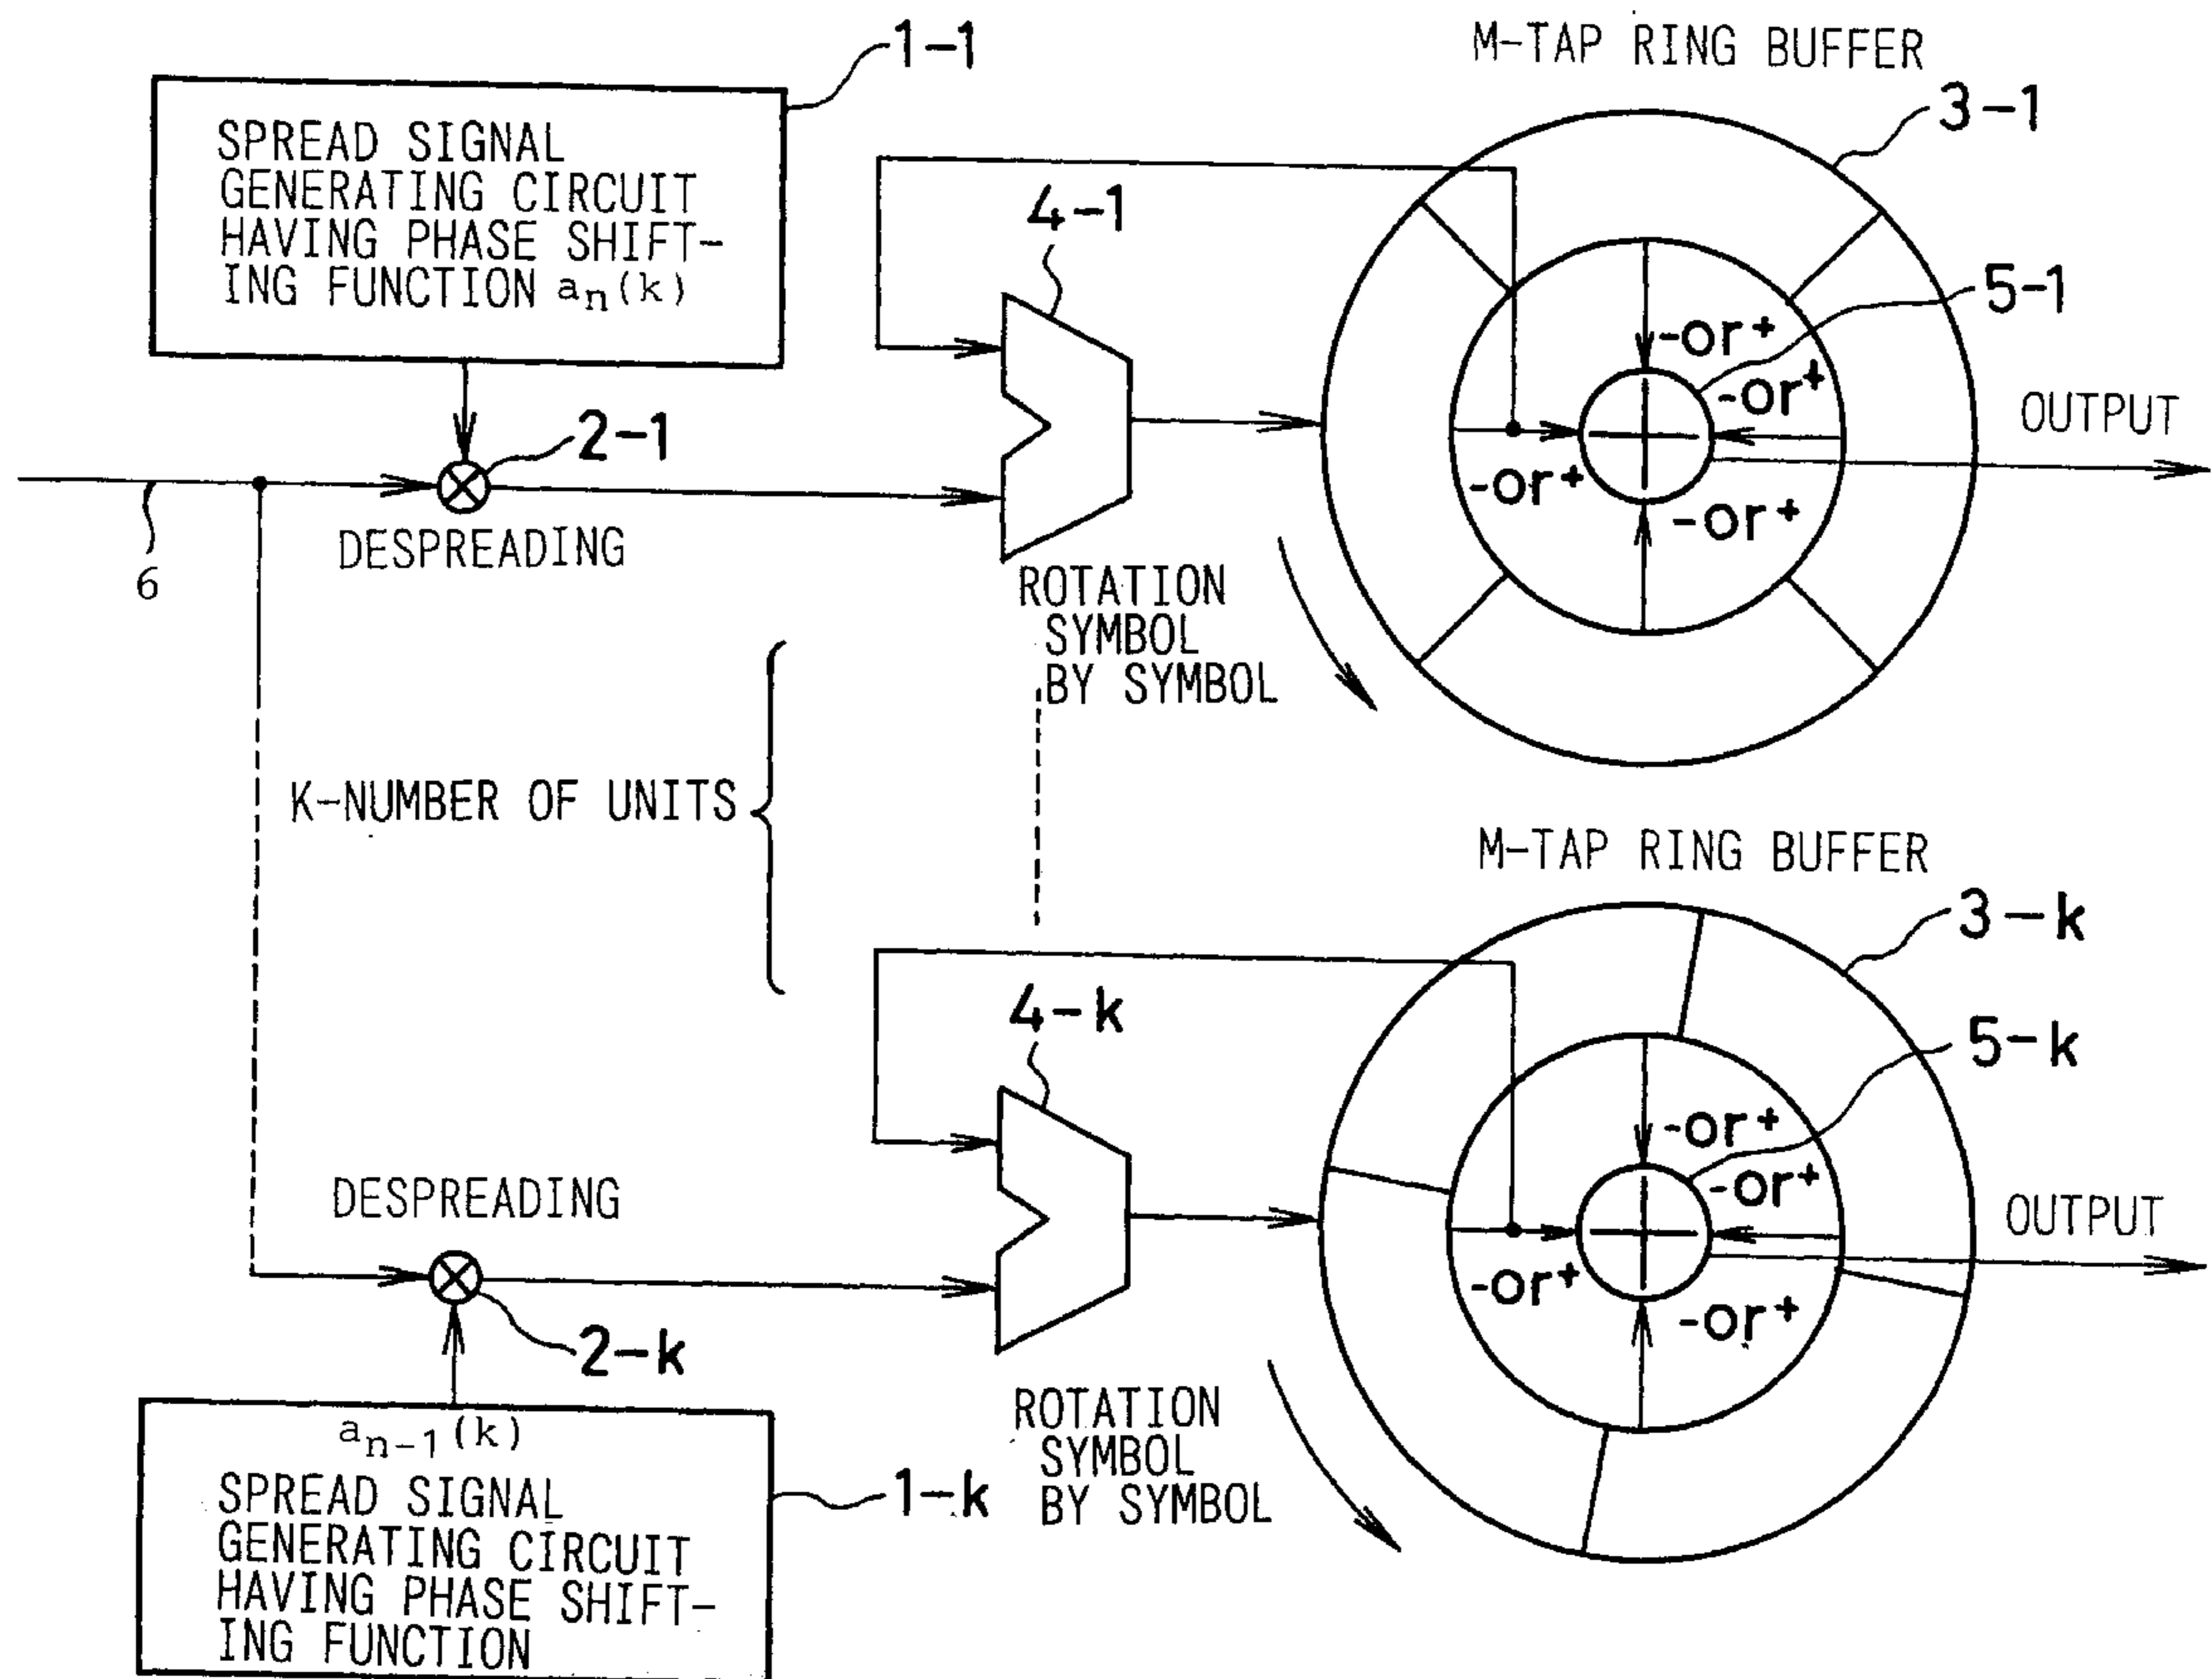 1-1
M-TAP RING BUFFER
3-1
SPREAD SIGNAL
GENERATING CIRCUIT
HAVING PHASE SHIFT-
ING FUNCTION aₙ(k)
4-1
5-1
-or+
-or+
OUTPUT
2-1
-or+
-or+
DESPREADING
6
ROTATION
SYMBOL
BY SYMBOL
K-NUMBER OF UNITS
M-TAP RING BUFFER
3-k
4-k
5-k
-or+
-or+
DESPREADING
OUTPUT
-or+
-or+
2-k
aₙ₋₁(k)
ROTATION
SYMBOL
BY SYMBOL
SPREAD SIGNAL
GENERATING CIRCUIT
HAVING PHASE SHIFT-
ING FUNCTION
1-k